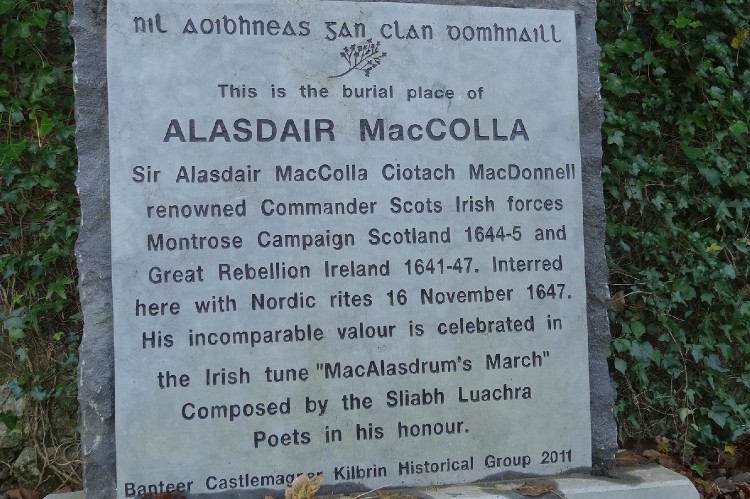 nil aoibhneas gan clan domhnaill
This is the burial place of
ALASDAIR MacCOLLA
Sir Alasdair MacColla Ciotach MacDonnell
renowned Commander Scots Irish forces
Montrose Campaign Scotland 1644-5 and
Great Rebellion Ireland 1641-47. Interred
here with Nordic rites 16 November 1647.
His incomparable valour is celebrated in
the Irish tune "MacAlasdrum's March"
Composed by the Sliabh Luachra
Poets in his honour.
Banteer Castlemagner Kilbrin Historical Group 2011